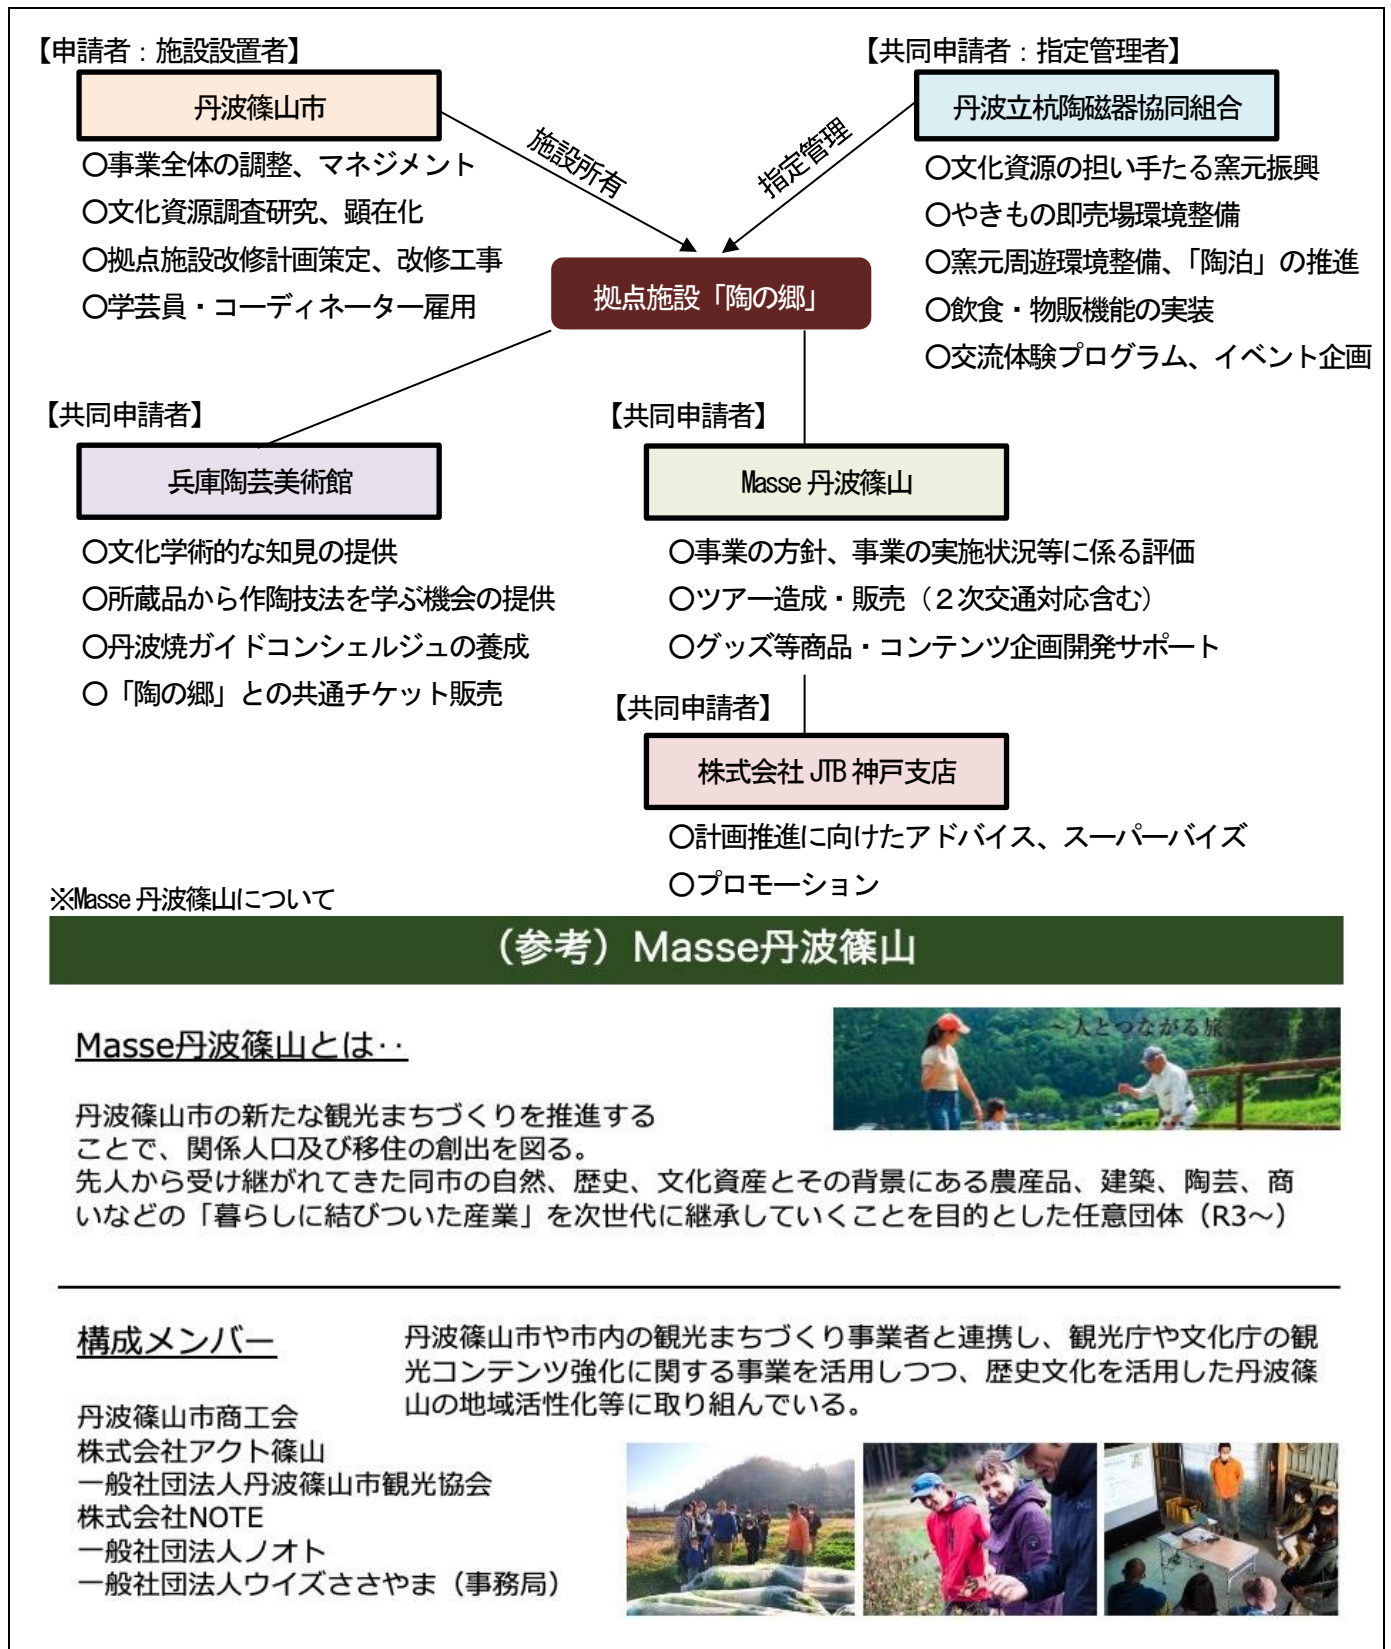 【申請者：施設設置者】
丹波篠山市
〇事業全体の調整、マネジメント
〇文化資源調査研究、顕在化
〇拠点施設改修計画策定、改修工事
〇学芸員・コーディネーター雇用
施設所有
【共同申請者：指定管理者】
丹波立杭陶磁器協同組合
〇文化資源の担い手たる窯元振興
〇やきもの即売場環境整備
〇窯元周遊環境整備、「陶泊」の推進
〇飲食・物販機能の実装
〇交流体験プログラム、イベント企画
指定管理
拠点施設「陶の郷」
【共同申請者】
兵庫陶芸美術館
〇文化学術的な知見の提供
〇所蔵品から作陶技法を学ぶ機会の提供
〇丹波焼ガイドコンシェルジュの養成
〇「陶の郷」との共通チケット販売
【共同申請者】
Masse 丹波篠山
〇事業の方針、事業の実施状況等に係る評価
〇ツアー造成・販売（２次交通対応含む）
〇グッズ等商品・コンテンツ企画開発サポート
【共同申請者】
株式会社 JTB 神戸支店
〇計画推進に向けたアドバイス、スーパーバイズ
〇プロモーション
※Masse 丹波篠山について
（参考）Masse丹波篠山
Masse丹波篠山とは‥
～人とつながる旅
丹波篠山市の新たな観光まちづくりを推進する
ことで、関係人口及び移住の創出を図る。
先人から受け継がれてきた同市の自然、歴史、文化資産とその背景にある農産品、建築、陶芸、商
いなどの「暮らしに結びついた産業」を次世代に継承していくことを目的とした任意団体（R3～）
構成メンバー
丹波篠山市商工会
株式会社アクト篠山
一般社団法人丹波篠山市観光協会
株式会社NOTE
一般社団法人ノオト
一般社団法人ウイズささやま（事務局）
丹波篠山市や市内の観光まちづくり事業者と連携し、観光庁や文化庁の観
光コンテンツ強化に関する事業を活用しつつ、歴史文化を活用した丹波篠
山の地域活性化等に取り組んでいる。